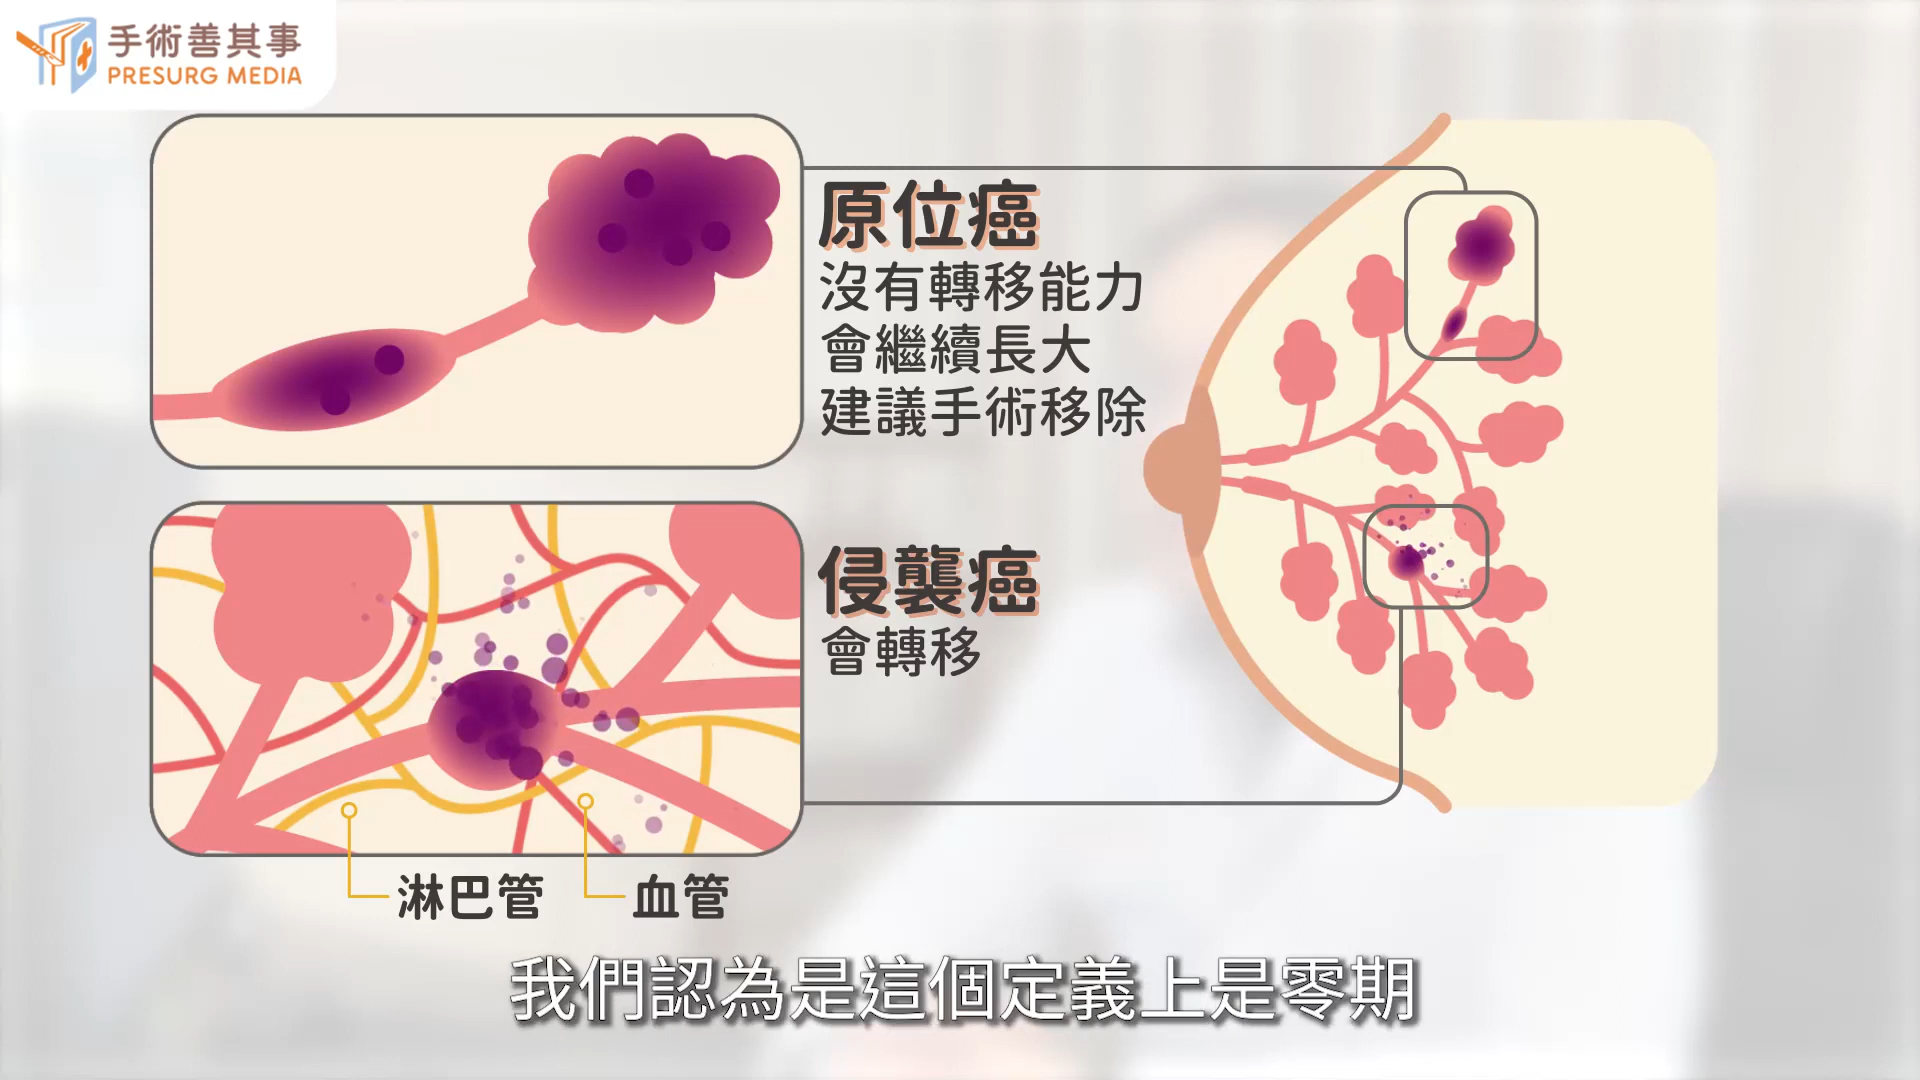 手術善其事
PRESURG MEDIA
原位癌
沒有轉移能力
會繼續長大
建議手術移除
侵襲癌
會轉移
淋巴管
血管
我們認為是這個定義上是零期